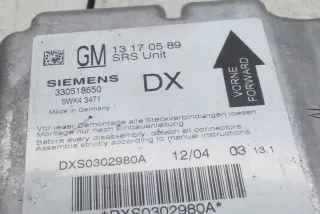 GM 13 17 05 89
SRS Unit
SIEMENS
DX
330518650
5WK4 3471
Made in Germany
VORNE
FORWARD
Vor jeder Demontage alle Steckverbindungen lösen!
Montage nur nach Einbauanleitung.
Before every disassembly, detach all connectors.
Assemble strictly according to instructions.
DXS0302980A 12/04 03 13.1
*DXS0302980A*